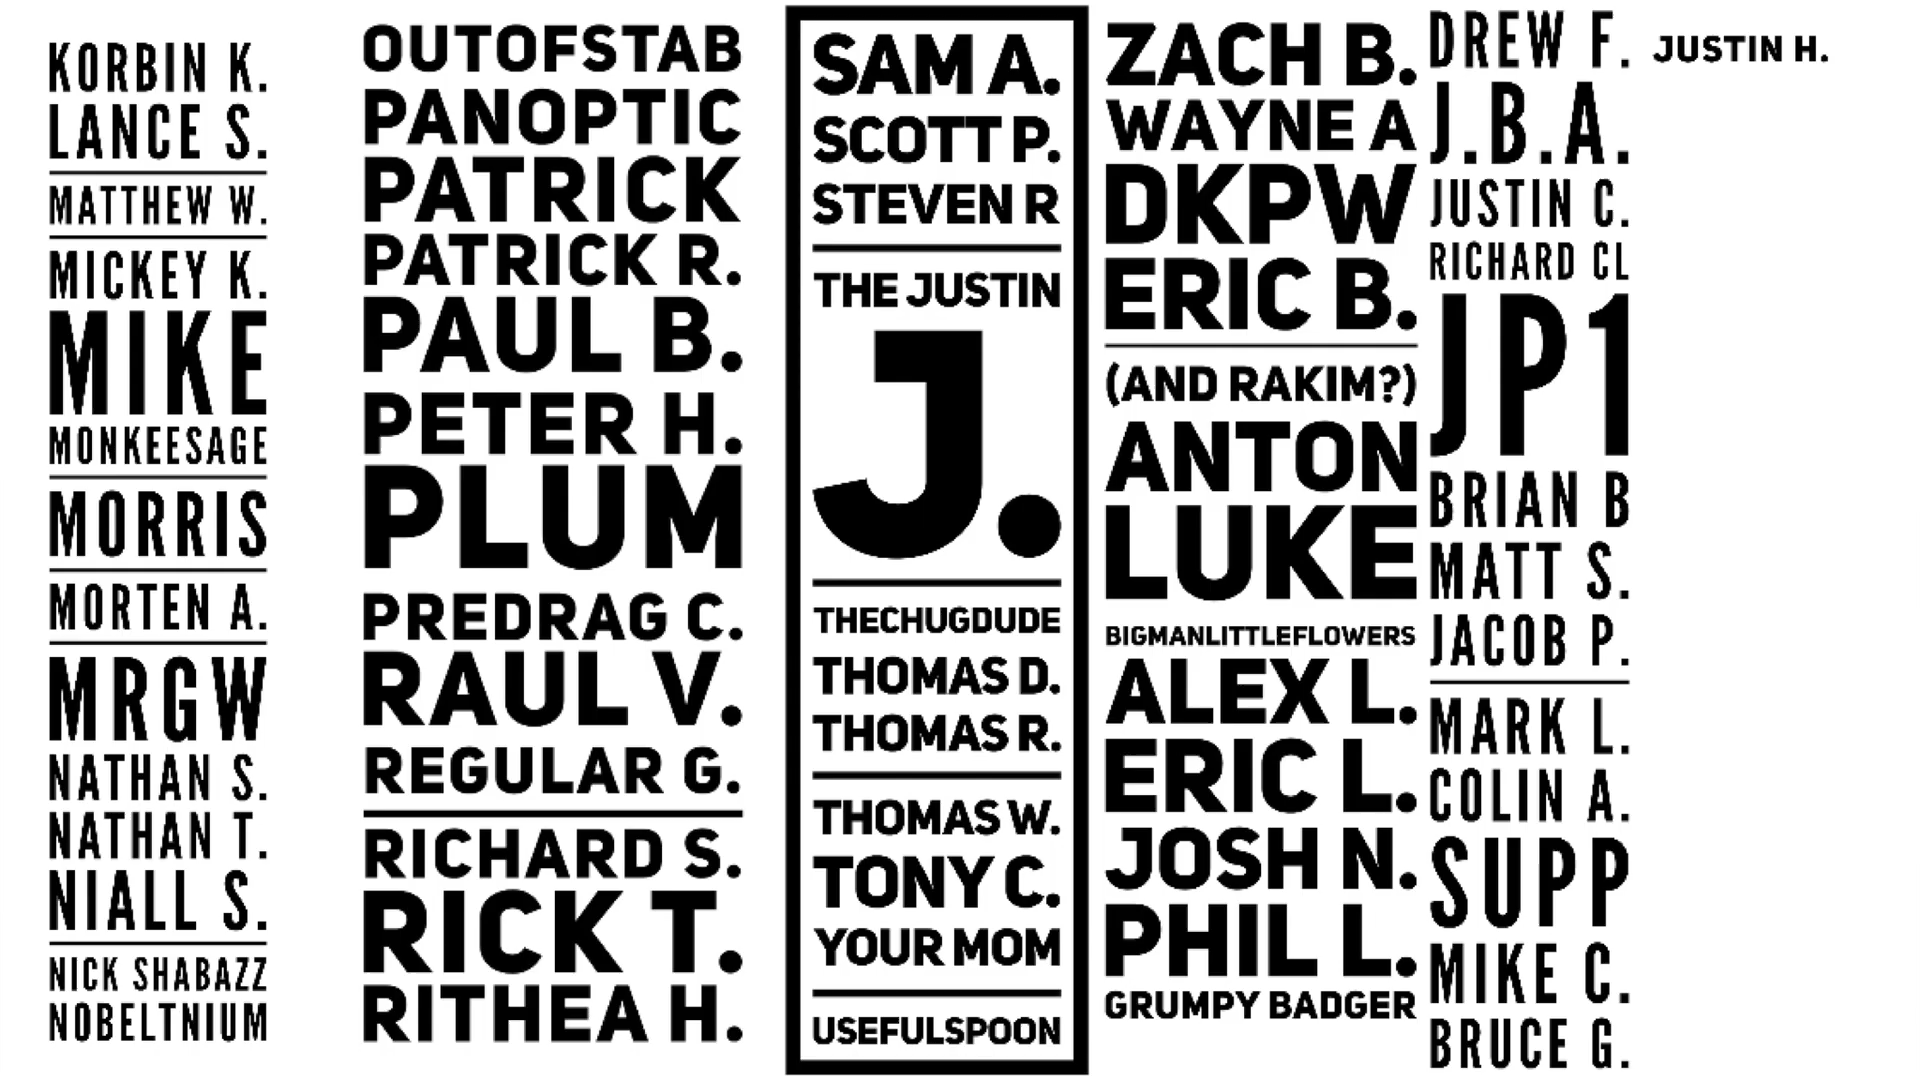 KORBIN K.
LANCE S.
MATTHEW W.
MICKEY K.
MIKE
MONKEESAGE
MORRIS
MORTEN A.
MRGW
NATHAN S.
NATHAN T.
NIALL S.
NICK SHABAZZ
NOBELTNIUM
OUTOFSTAB
PANOPTIC
PATRICK
PATRICK R.
PAUL B.
PETER H.
PLUM
PREDRAG C.
RAUL V.
REGULAR G.
RICHARD S.
RICK T.
RITHEA H.
SAM A.
SCOTT P.
STEVEN R
THE JUSTIN
J.
THECHUGDUDE
THOMAS D.
THOMAS R.
THOMAS W.
TONY C.
YOUR MOM
USEFULSPOON
ZACH B.
WAYNE A
DKPW
ERIC B.
(AND RAKIM?)
ANTON
LUKE
BIGMANLITTLEFLOWERS
ALEX L.
ERIC L.
JOSH N.
PHIL L.
GRUMPY BADGER
DREW F.
J.B.A.
JUSTIN C.
RICHARD CL
JP1
BRIAN B
MATT S.
JACOB P.
MARK L.
COLIN A.
SUPP
MIKE C.
BRUCE G.
JUSTIN H.